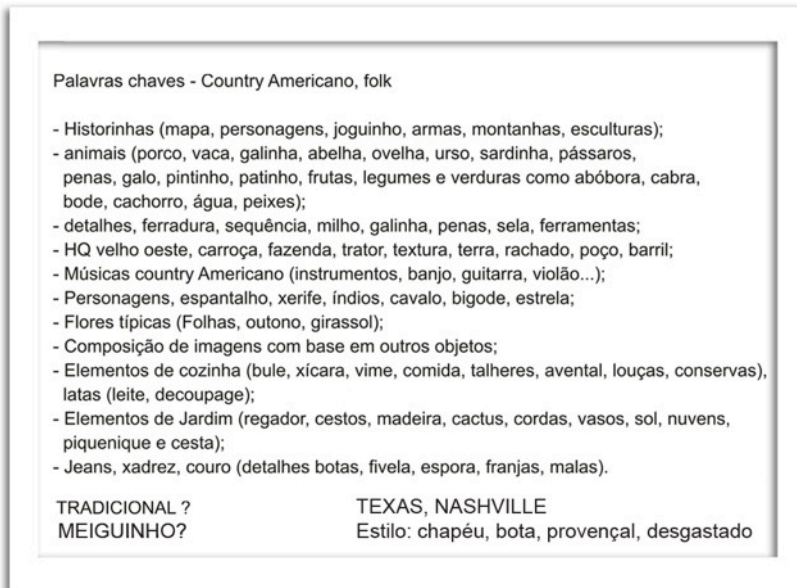 Palavras chaves - Country Americano, folk
- Historinhas (mapa, personagens, joguinho, armas, montanhas, esculturas);
- animais (porco, vaca, galinha, abelha, ovelha, urso, sardinha, pássaros,
penas, galo, pintinho, patinho, frutas, legumes e verduras como abóbora, cabra,
bode, cachorro, água, peixes);
- detalhes, ferradura, sequência, milho, galinha, penas, sela, ferramentas;
- HQ velho oeste, carroça, fazenda, trator, textura, terra, rachado, poço, barril;
- Músicas country Americano (instrumentos, banjo, guitarra, violão...);
- Personagens, espantalho, xerife, índios, cavalo, bigode, estrela;
- Flores típicas (Folhas, outono, girassol);
- Composição de imagens com base em outros objetos;
- Elementos de cozinha (bule, xícara, vime, comida, talheres, avental, louças, conservas),
latas (leite, decoupage);
- Elementos de Jardim (regador, cestos, madeira, cactus, cordas, vasos, sol, nuvens,
piquenique e cesta);
- Jeans, xadrez, couro (detalhes botas, fivela, espora, franjas, malas).
TRADICIONAL ?
MEIGUINHO?
TEXAS, NASHVILLE
Estilo: chapéu, bota, provençal, desgastado